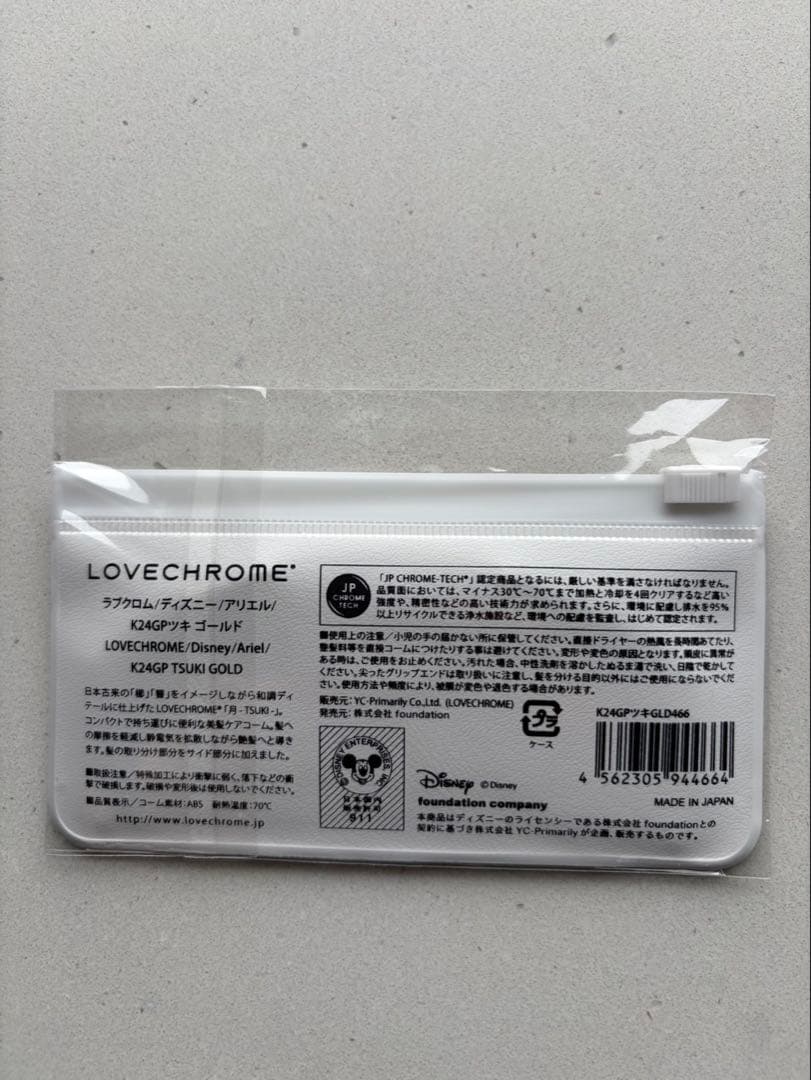 LOVECHROME®
ラブクロム/ディズニー/アリエル/
K24GPツキ ゴールド
LOVECHROME/Disney/Ariel/
K24GP TSUKI GOLD
日本古来の「櫛」「簪」をイメージしながら和調ディ
テールに仕上げた LOVECHROME®「月 - TSUKI -」。
コンパクトで持ち運びに便利な美髪ケアコーム。髪へ
の摩擦を軽減し静電気を拡散しながら艶髪へと導き
ます。髪の取り分け部分をサイド部分に加えました。
■取扱注意/特殊加工により衝撃に弱く、落下などの衝
撃で破損します。破損や変形後は使用しないでください。
■品質表示/コーム素材:ABS 耐熱温度:70℃
http://www.lovechrome.jp
JP
CHROME
TECH
「JP CHROME-TECH®」認定商品となるには、厳しい基準を満さなければなりません。
品質面においては、マイナス30℃〜70℃まで加熱と冷却を4回クリアするなど高い
強度や、精密性などの高い技術力が求められます。さらに、環境に配慮し排水を95%
以上リサイクルできる浄水施設など、環境への配慮を監査し、はじめて認定されます。
■使用上の注意/小児の手の届かない所に保管してください。直接ドライヤーの熱風を長時間あてたり、
整髪料等を直接コームにつけたりする事は避けてください。変形や変色の原因となります。頭皮に異常が
ある時は、ご使用をお止めください。汚れた場合、中性洗剤を溶かしたぬるま湯で洗い、日陰で乾かして
ください。尖ったグリップエンドは取り扱いに注意し、髪を分ける目的以外にはご使用にならないでくだ
さい。使用方法や頻度により、被膜が変色や退色する場合があります。
販売元:YC-Primarily Co.,Ltd. (LOVECHROME)
発売元:株式会社 foundation
プラ
ケース
K24GPツキGLD466
4 562305 944664
MADE IN JAPAN
©DISNEY ENTERPRISES, INC.
日本国内
販売許可
911
Disney ©Disney
foundation company
本商品はディズニーのライセンシーである株式会社 foundationとの
契約に基づき株式会社 YC-Primarilyが企画、販売するものです。